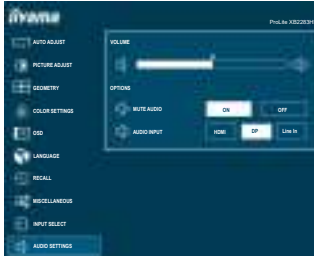 iiyama
ProLite XB2283H
AUTO ADJUST
PICTURE ADJUST
GEOMETRY
COLOR SETTINGS
OSD
LANGUAGE
RECALL
MISCELLANEOUS
INPUT SELECT
AUDIO SETTINGS
VOLUME
OPTIONS
MUTE AUDIO
ON
OFF
AUDIO INPUT
HDMI
DP
Line In